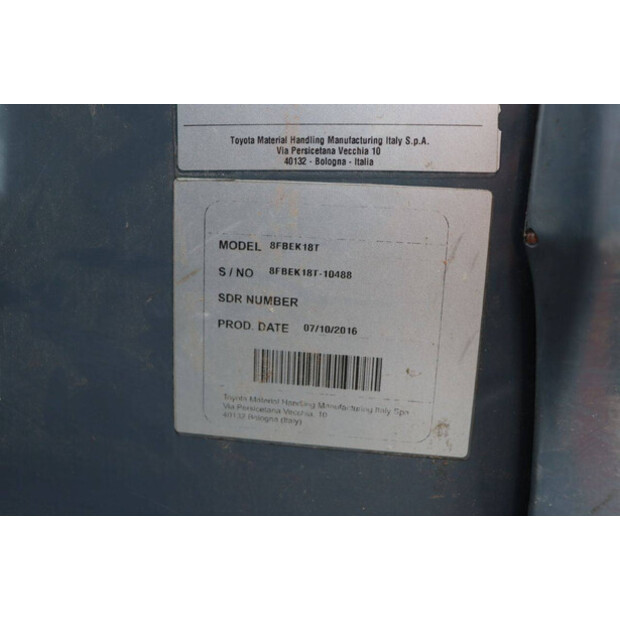 Toyota Material Handling Manufacturing Italy S.p.A.
Via Persicetana Vecchia 10
40132 - Bologna - Italia
MODEL 8FBEK18T
S / NO 8FBEK18T-10488
SDR NUMBER
PROD. DATE 07/10/2016
Toyota Material Handling Manufacturing Italy Spa
Via Persicetana Vecchia, 10
40132 Bologna (Italy)